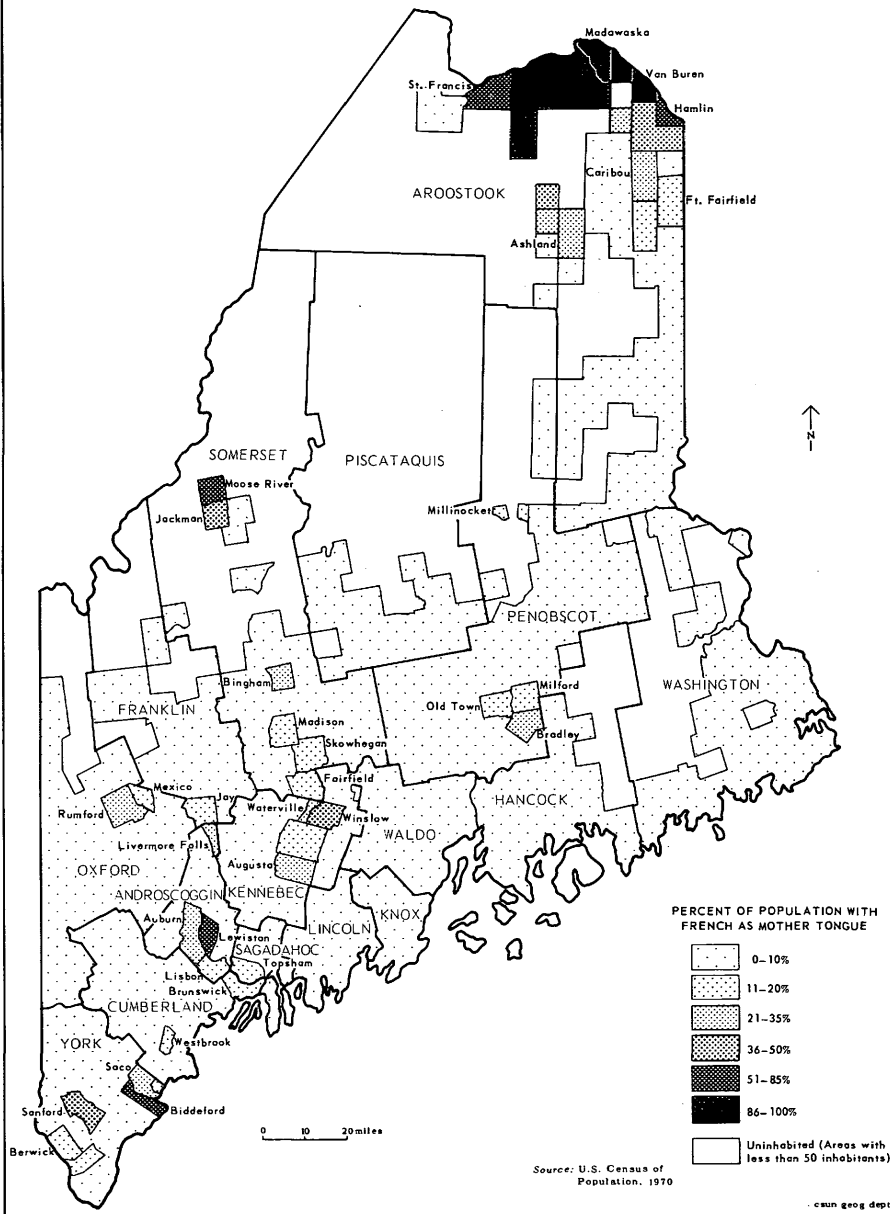 Madawaska
St. Francis
Van Buren
Hamlin
Caribou
AROOSTOOK
Ft. Fairfield
Ashland
N
SOMERSET
PISCATAQUIS
Moose River
Jackman
Millinocket
PENOBSCOT
Bingham
Milford
WASHINGTON
Old Town
FRANKLIN
Madison
Bradley
Skowhegan
Mexico
Fairfield
Jay
HANCOCK
Rumford
Waterville
Winslow
WALDO
Livermore Falls
Augusta
OXFORD
ANDROSCOGGIN
KENNEBEC
KNOX
Auburn
LINCOLN
Lewiston
SAGADAHOC
Topsham
Lisbon
Brunswick
CUMBERLAND
YORK
Westbrook
Saco
Sanford
Biddeford
Berwick
0 10 20 miles
PERCENT OF POPULATION WITH
FRENCH AS MOTHER TONGUE
0–10%
11–20%
21–35%
36–50%
51–85%
86–100%
Uninhabited (Areas with
less than 50 inhabitants)
Source: U.S. Census of
Population, 1970
csun geog dept